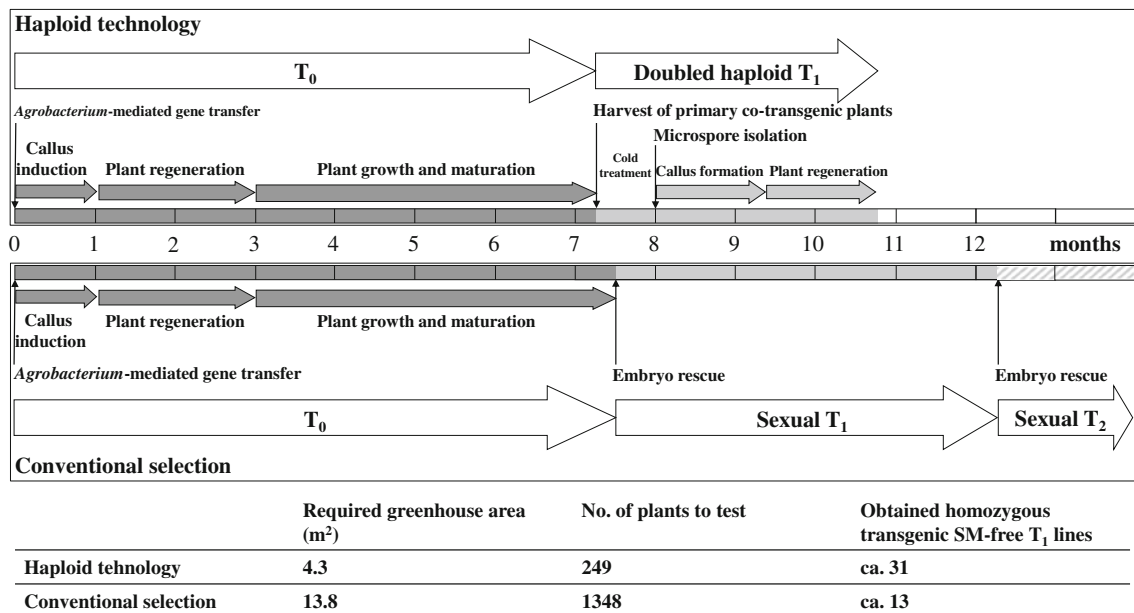 Haploid technology
T0
Doubled haploid T1
Agrobacterium-mediated gene transfer
Harvest of primary co-transgenic plants
Microspore isolation
Callus
induction
Plant regeneration
Plant growth and maturation
Cold
treatment
Callus formation
Plant regeneration
0 1 2 3 4 5 6 7 8 9 10 11 12 months
Callus
induction
Plant regeneration
Plant growth and maturation
Agrobacterium-mediated gene transfer
Embryo rescue
Embryo rescue
T0
Sexual T1
Sexual T2
Conventional selection
Required greenhouse area
(m²)
No. of plants to test
Obtained homozygous
transgenic SM-free T1 lines
Haploid tehnology 4.3 249 ca. 31
Conventional selection 13.8 1348 ca. 13